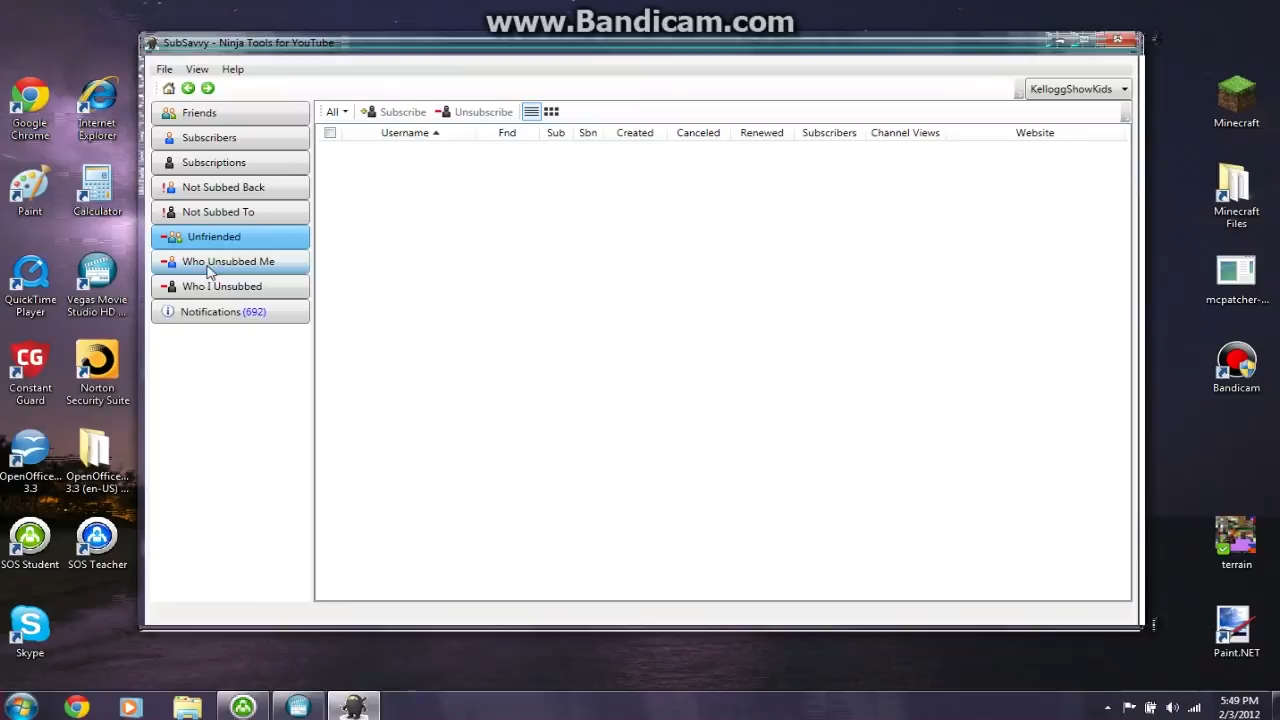 www.Bandicam.com
SubSavvy - Ninja Tools for YouTube
File View Help
KelloggShowKids
Friends
Subscribers
Subscriptions
Not Subbed Back
Not Subbed To
Unfriended
Who Unsubbed Me
Who I Unsubbed
Notifications (692)
All Subscribe Unsubscribe
Username Fnd Sub Sbn Created Canceled Renewed Subscribers Channel Views Website
Google Chrome
Internet Explorer
Paint
Calculator
QuickTime Player
Vegas Movie Studio HD ...
CG
Constant Guard
Norton Security Suite
OpenOffice... 3.3
OpenOffice... 3.3 (en-US) ...
SOS Student
SOS Teacher
Skype
Minecraft
Minecraft Files
mcpatcher-...
Bandicam
terrain
Paint.NET
5:49 PM
2/3/2012